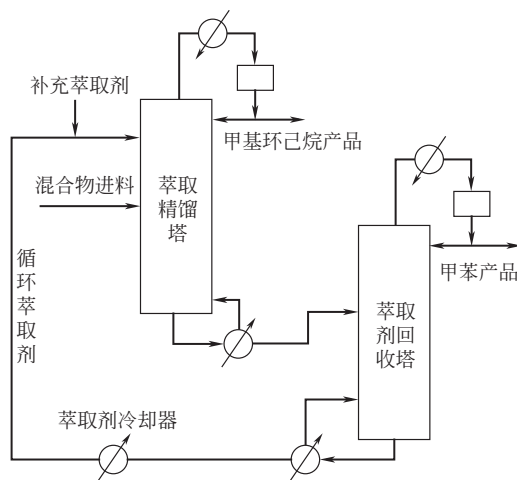 补充萃取剂
甲基环己烷产品
混合物进料
萃取
精馏
塔
甲苯产品
循
环
萃
取
剂
萃取
剂回
收塔
萃取剂冷却器